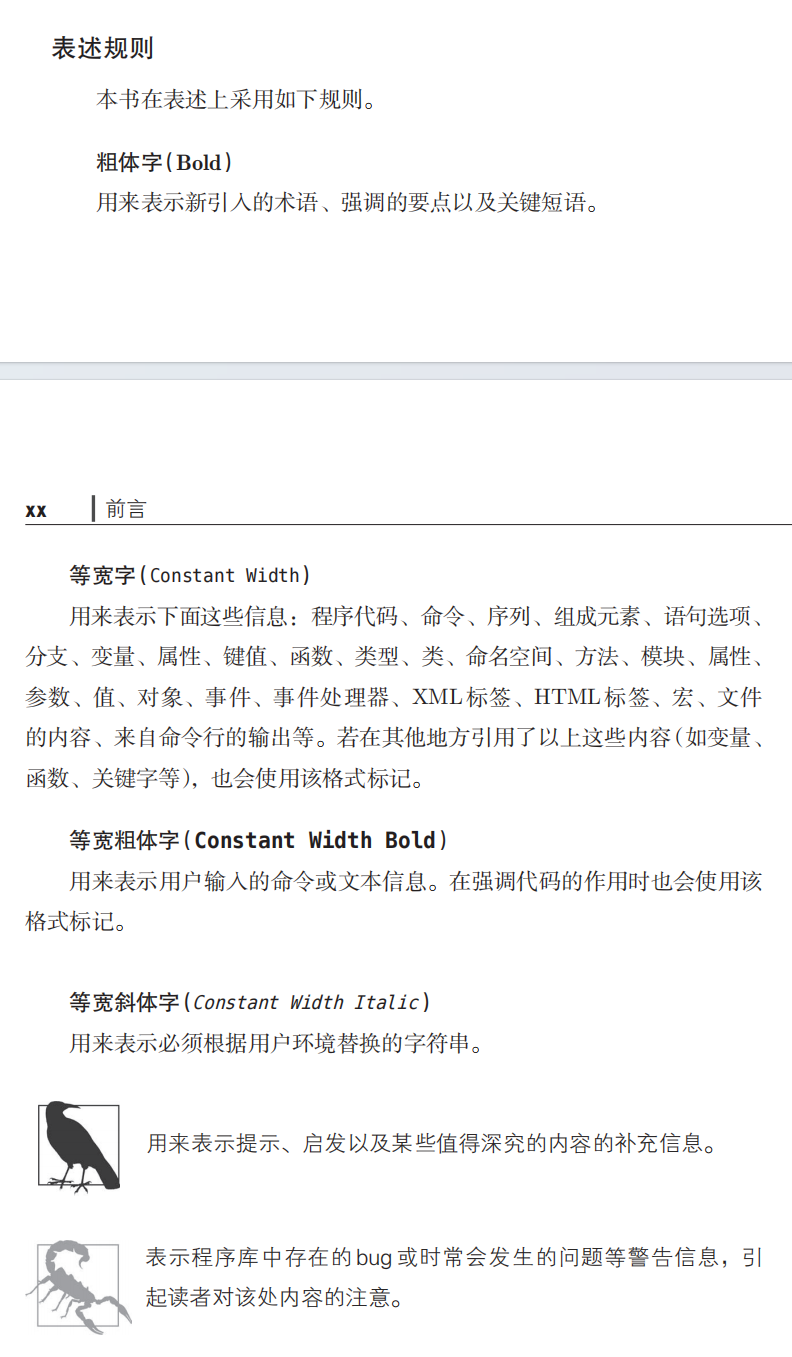 表述规则
本书在表述上采用如下规则。
粗体字(Bold)
用来表示新引入的术语、强调的要点以及关键短语。
xx 前言
等宽字(Constant Width)
用来表示下面这些信息：程序代码、命令、序列、组成元素、语句选项、
分支、变量、属性、键值、函数、类型、类、命名空间、方法、模块、属性、
参数、值、对象、事件、事件处理器、XML标签、HTML标签、宏、文件
的内容、来自命令行的输出等。若在其他地方引用了以上这些内容(如变量、
函数、关键字等)，也会使用该格式标记。
等宽粗体字(Constant Width Bold)
用来表示用户输入的命令或文本信息。在强调代码的作用时也会使用该
格式标记。
等宽斜体字(Constant Width Italic)
用来表示必须根据用户环境替换的字符串。
用来表示提示、启发以及某些值得深究的内容的补充信息。
表示程序库中存在的bug或时常会发生的问题等警告信息，引
起读者对该处内容的注意。